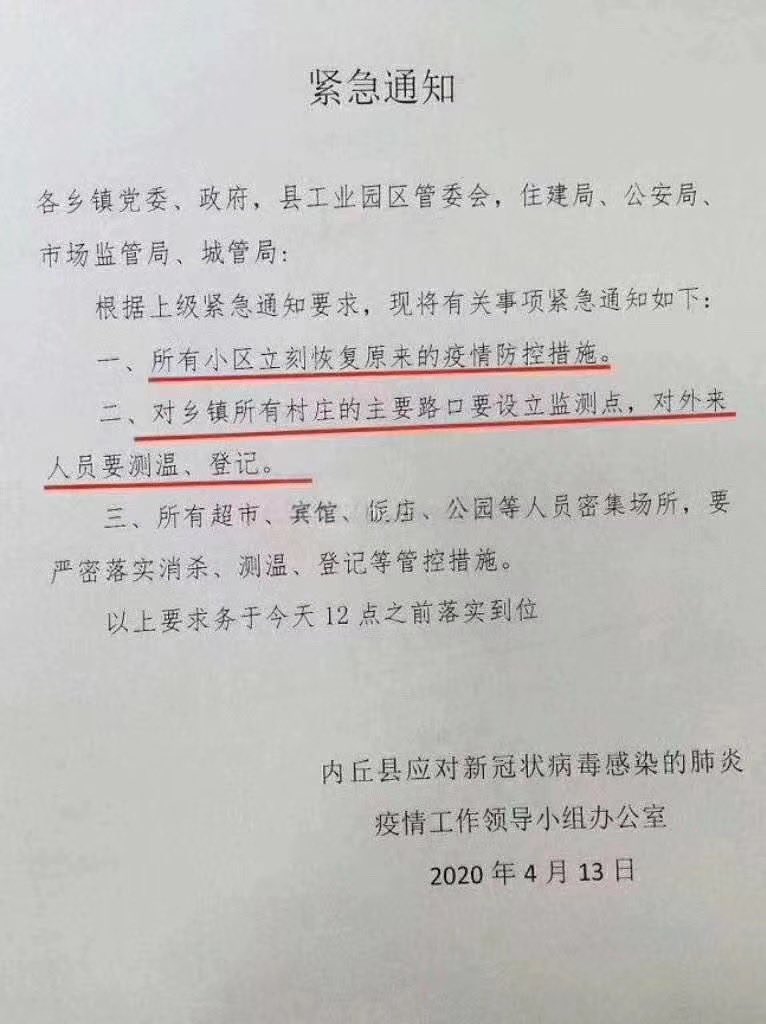 紧急通知
各乡镇党委、政府，县工业园区管委会，住建局、公安局、
市场监管局、城管局：
根据上级紧急通知要求，现将有关事项紧急通知如下：
一、所有小区立刻恢复原来的疫情防控措施。
二、对乡镇所有村庄的主要路口要设立监测点，对外来
人员要测温、登记。
三、所有超市、宾馆、饭店、公园等人员密集场所，要
严密落实消杀、测温、登记等管控措施。
以上要求务于今天12点之前落实到位
内丘县应对新冠状病毒感染的肺炎
疫情工作领导小组办公室
2020年4月13日